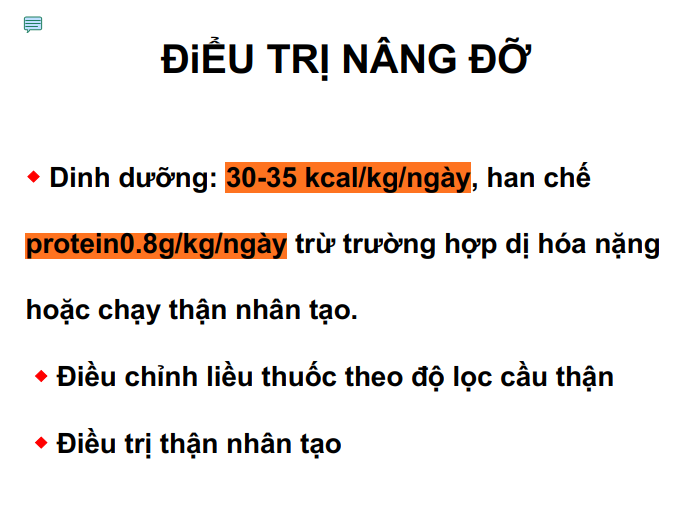 ĐiỂU TRỊ NÂNG ĐỠ
Dinh dưỡng: 30-35 kcal/kg/ngày, han chế
protein0.8g/kg/ngày trừ trường hợp dị hóa nặng
hoặc chạy thận nhân tạo.
Điều chỉnh liều thuốc theo độ lọc cầu thận
Điều trị thận nhân tạo